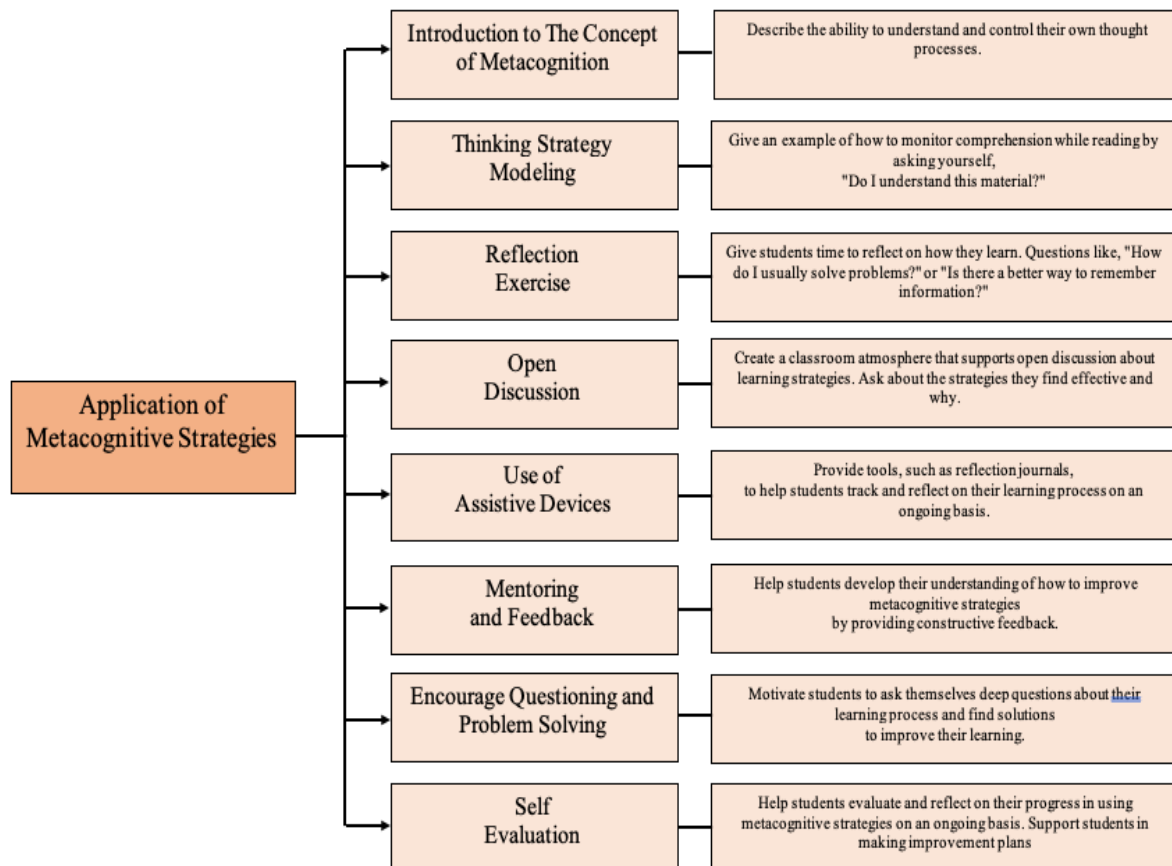 Introduction to The Concept
of Metacognition
Describe the ability to understand and control their own thought
processes.
Thinking Strategy
Modeling
Give an example of how to monitor comprehension while reading by
asking yourself,
"Do I understand this material?"
Reflection
Exercise
Give students time to reflect on how they learn. Questions like, "How
do I usually solve problems?" or "Is there a better way to remember
information?"
Open
Discussion
Create a classroom atmosphere that supports open discussion about
learning strategies. Ask about the strategies they find effective and
why.
Application of
Metacognitive Strategies
Use of
Assistive Devices
Provide tools, such as reflection journals,
to help students track and reflect on their learning process on an
ongoing basis.
Mentoring
and Feedback
Help students develop their understanding of how to improve
metacognitive strategies
by providing constructive feedback.
Encourage Questioning and
Problem Solving
Motivate students to ask themselves deep questions about their
learning process and find solutions
to improve their learning.
Self
Evaluation
Help students evaluate and reflect on their progress in using
metacognitive strategies on an ongoing basis. Support students in
making improvement plans